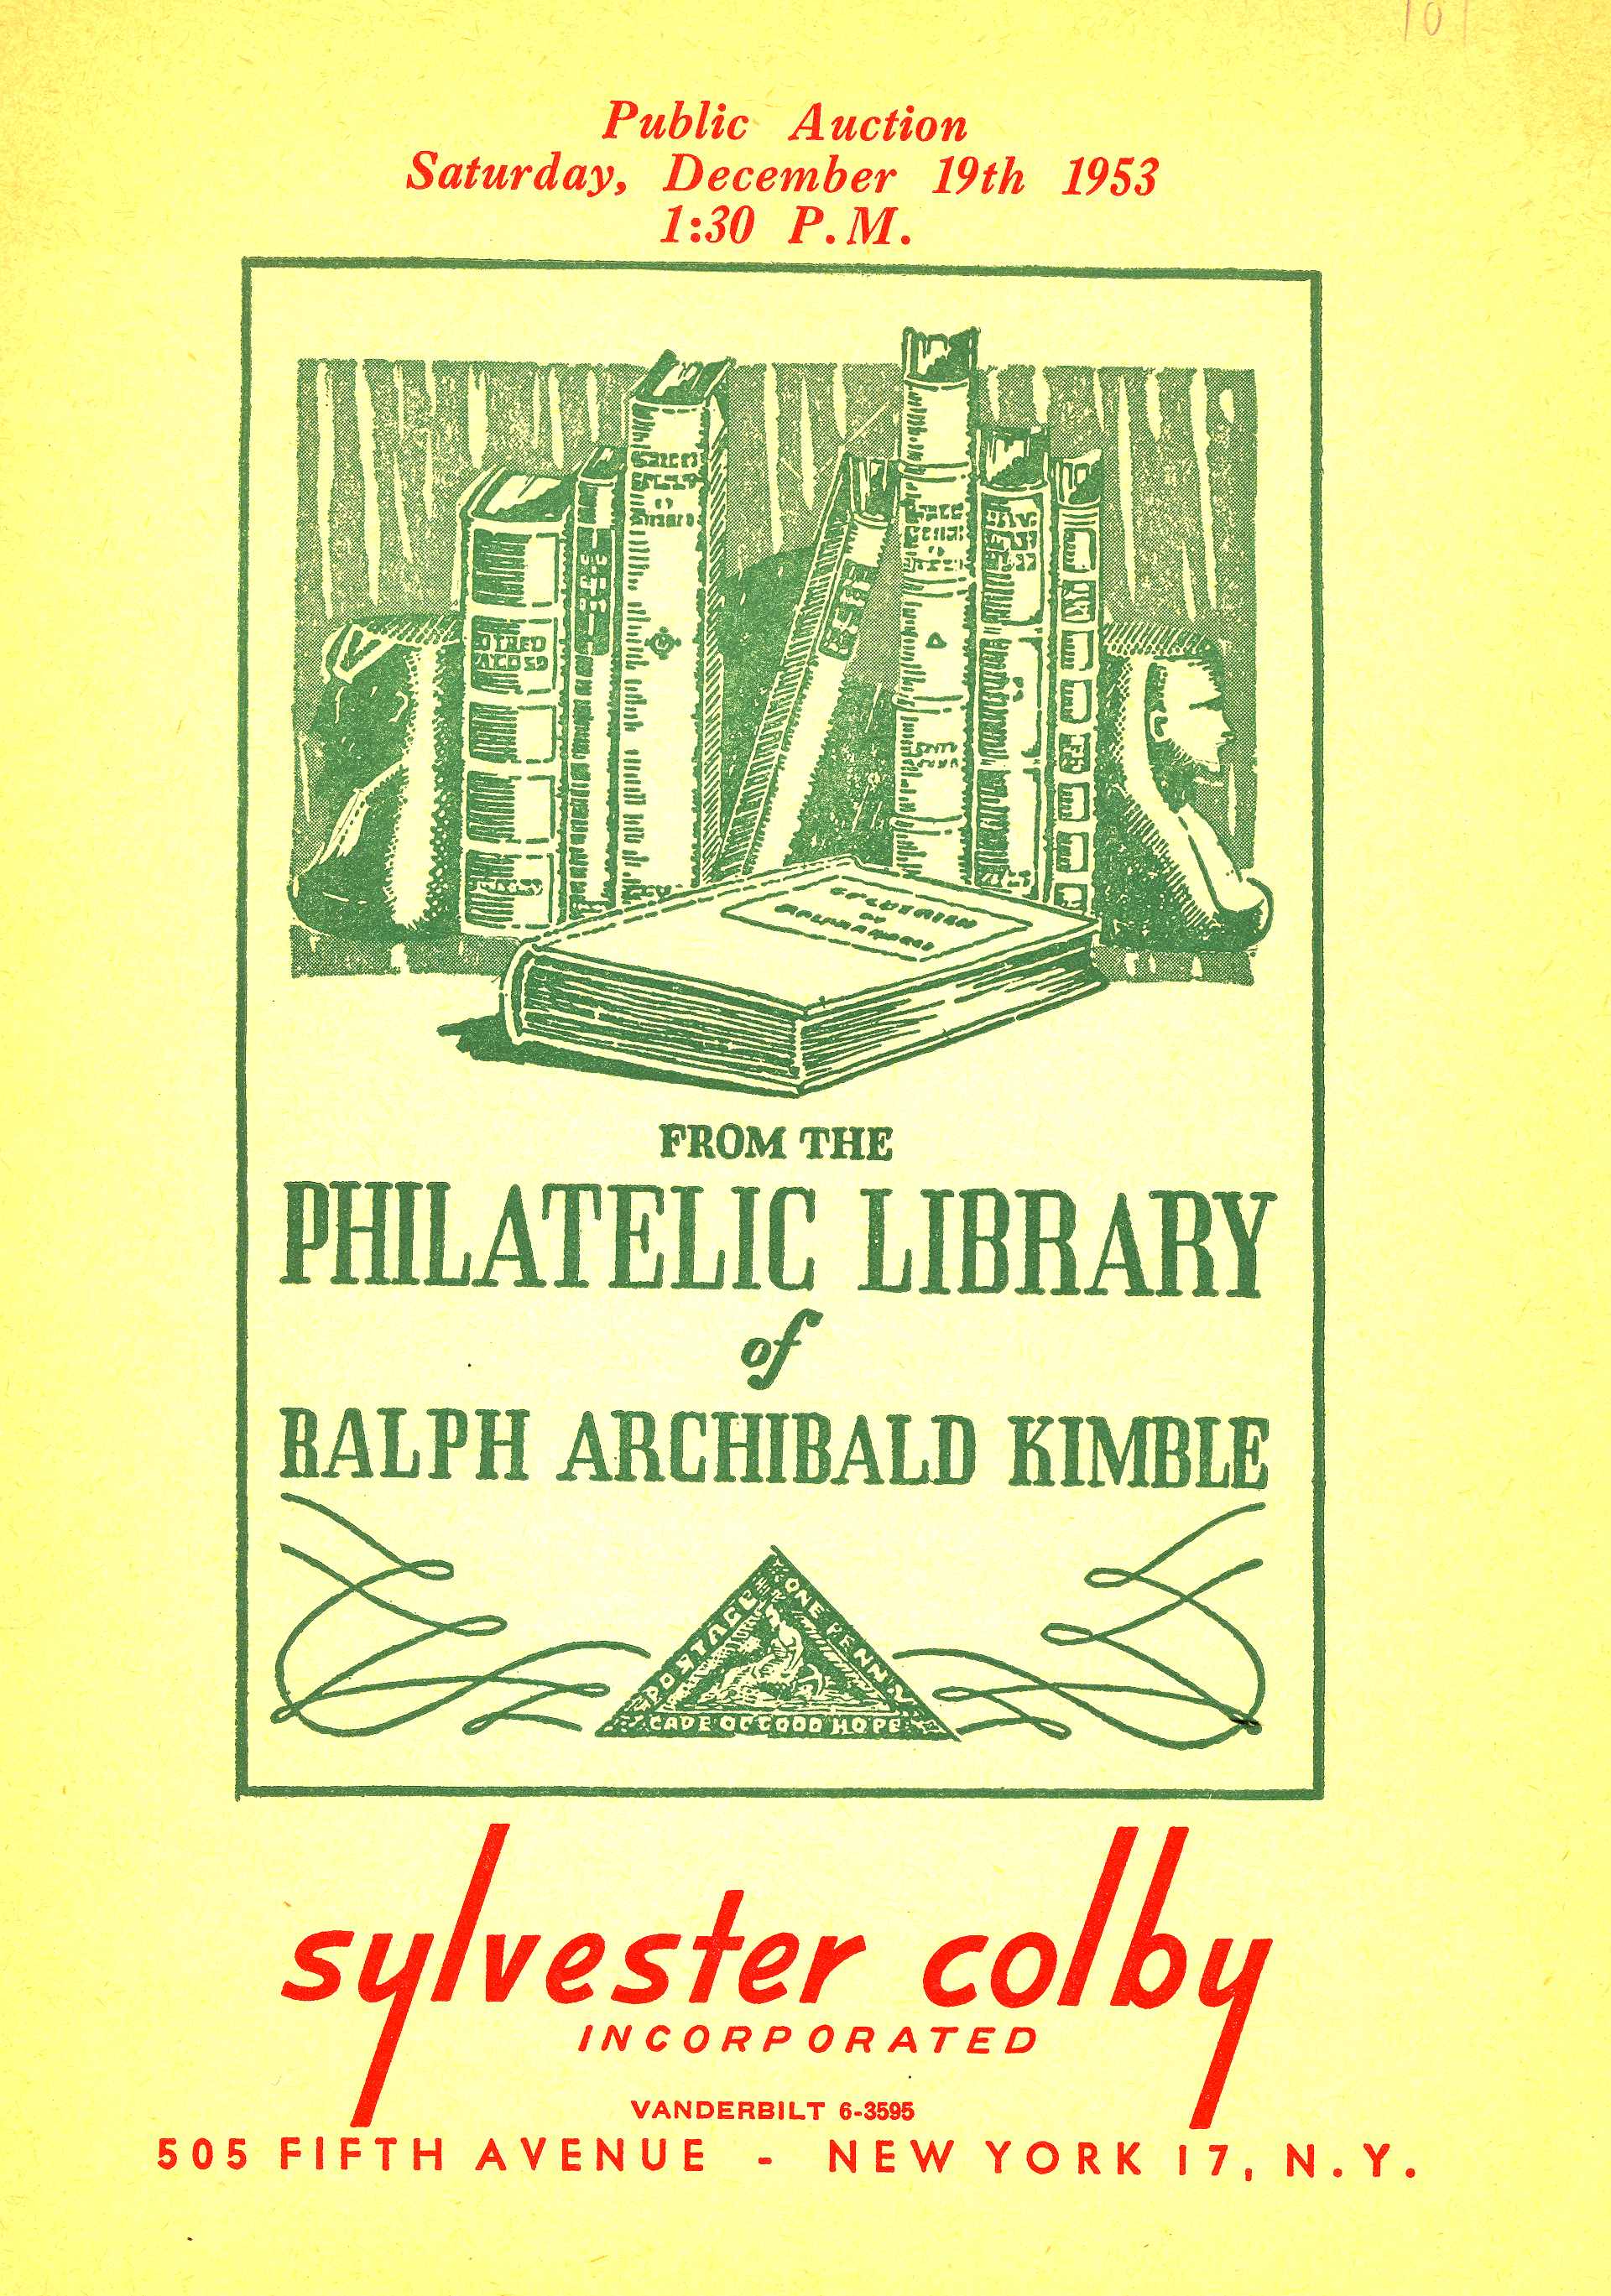 Public Auction
Saturday, December 19th 1953
1:30 P.M.
FROM THE
PHILATELIC LIBRARY
of
RALPH ARCHIBALD KIMBLE
POSTAGE
ONE PENNY
CAPE OF GOOD HOPE
sylvester colby
INCORPORATED
VANDERBILT 6-3595
505 FIFTH AVENUE - NEW YORK 17, N.Y.